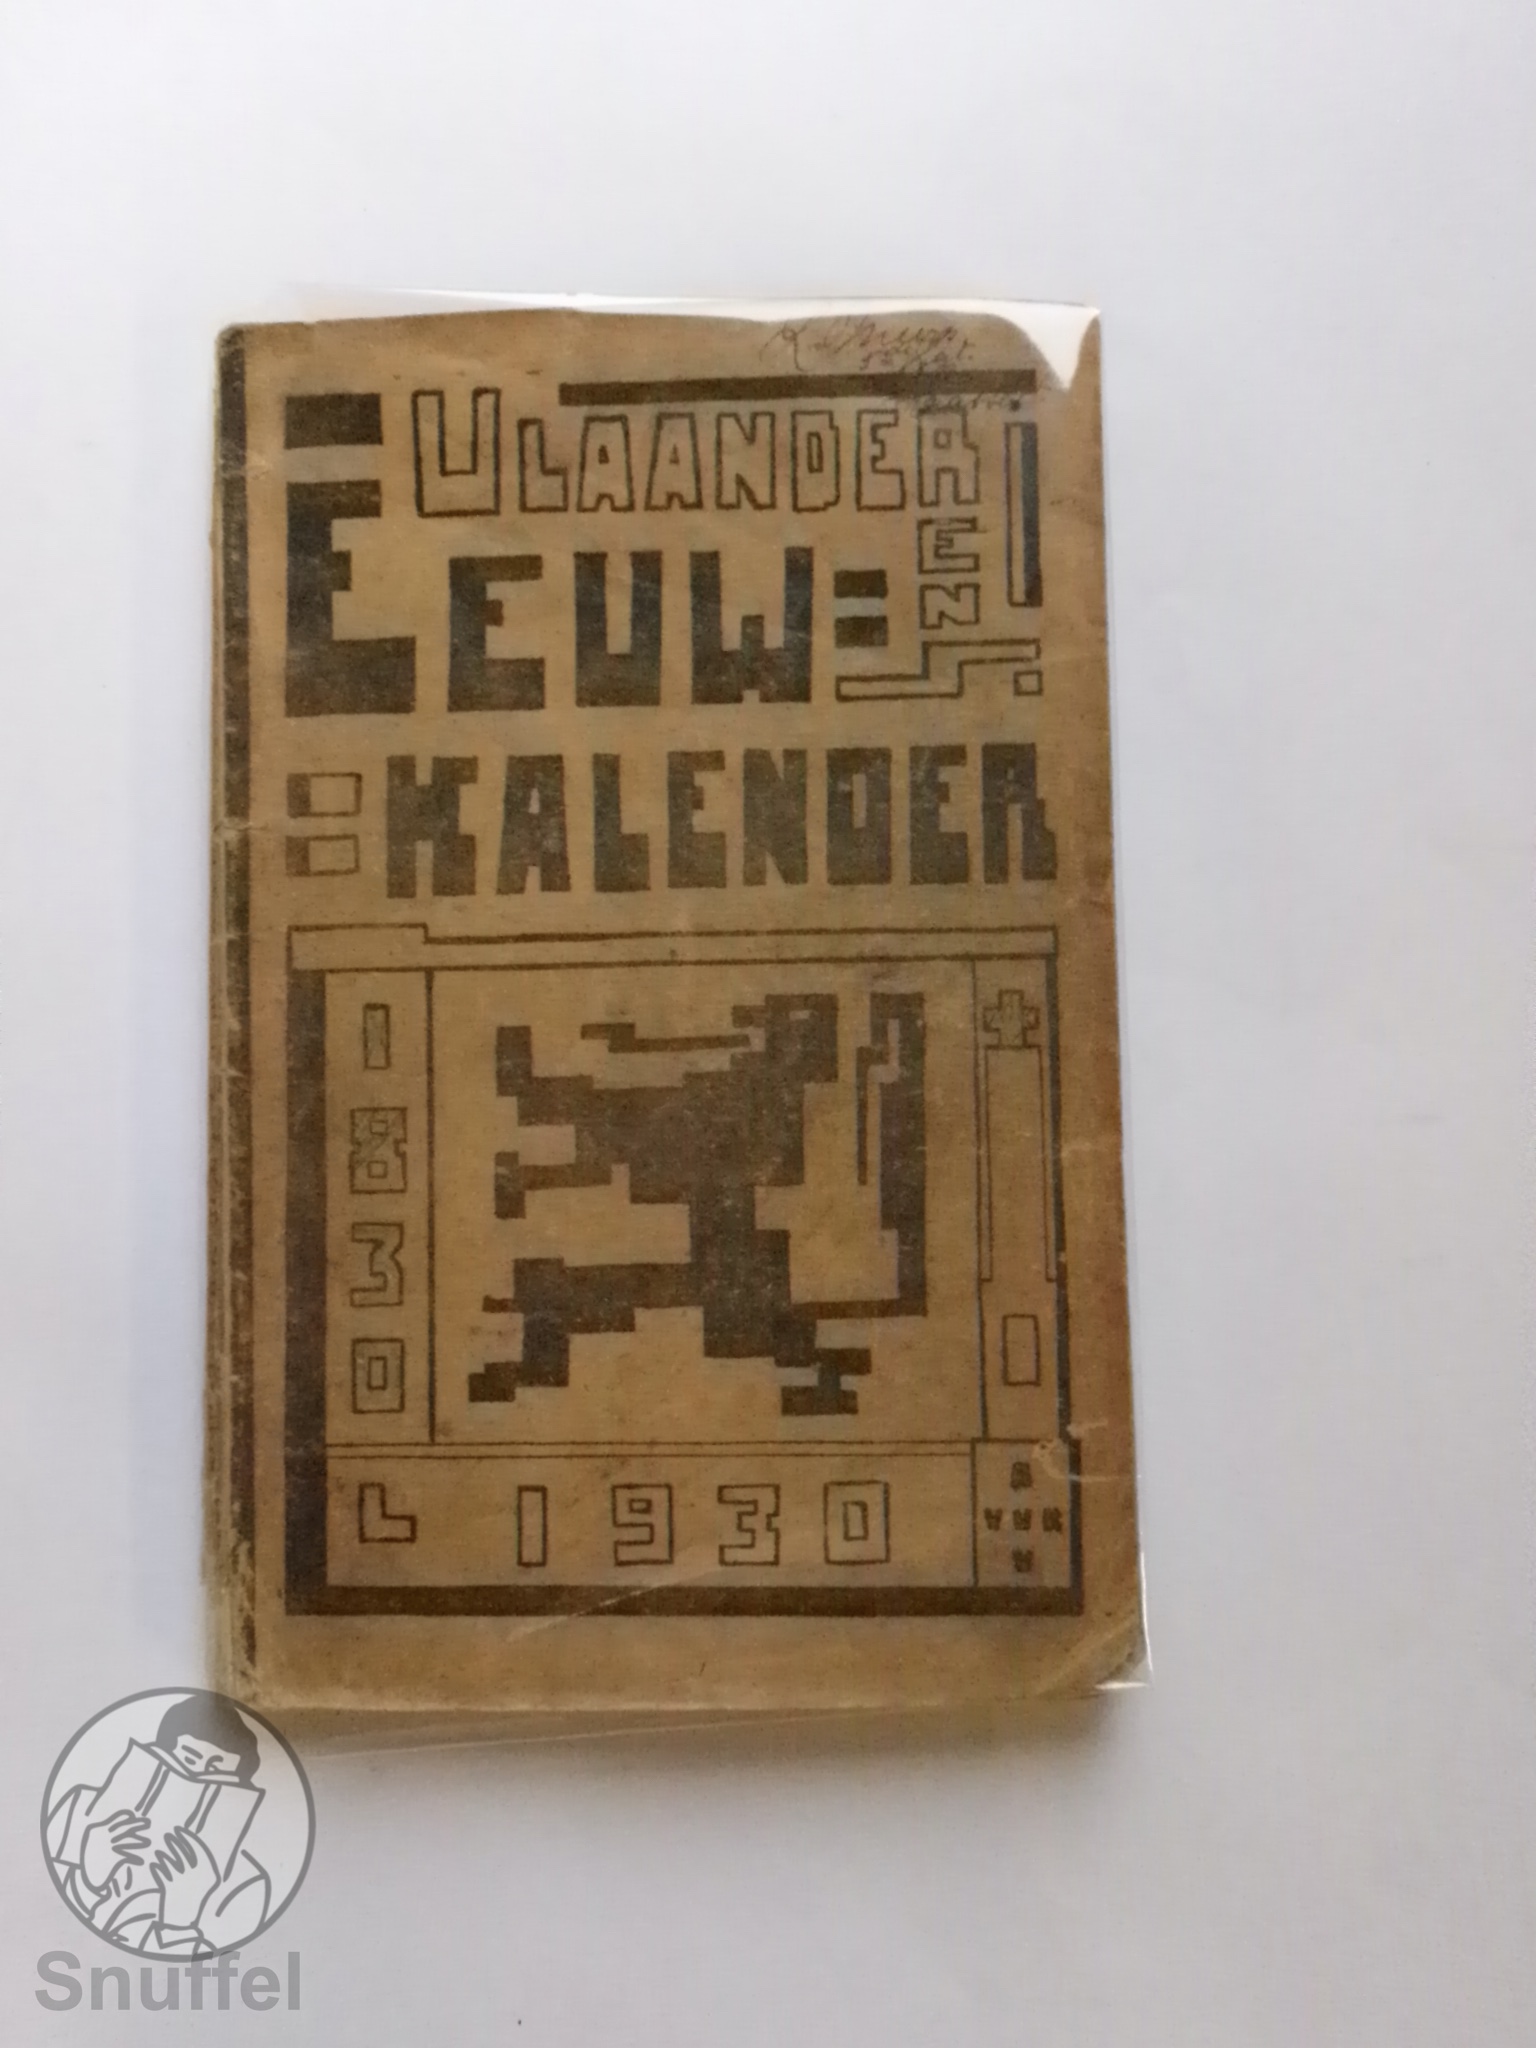 VLAANDEREN'S
EEUW=
KALENDER
1830
1930
Snuffel